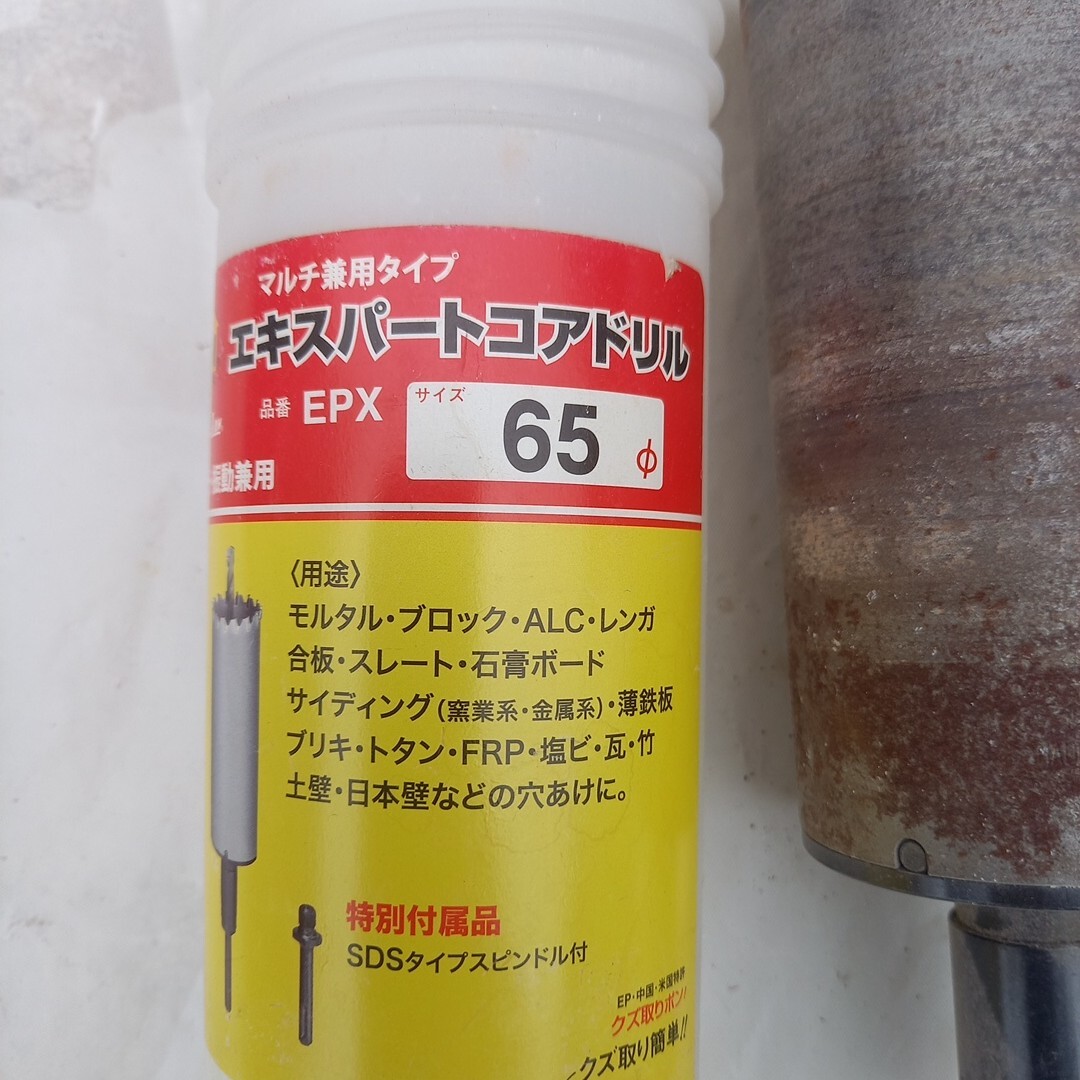 マルチ兼用タイプ
エキスパートコアドリル
品番 EPX
サイズ
65 φ
振動兼用
〈用途〉
モルタル・ブロック・ALC・レンガ
合板・スレート・石膏ボード
サイディング(窯業系・金属系)・薄鉄板
ブリキ・トタン・FRP・塩ビ・瓦・竹
土壁・日本壁などの穴あけに。
特別付属品
SDSタイプスピンドル付
EP・中国・米国特許
クズ取りポン!
クズ取り簡単!!